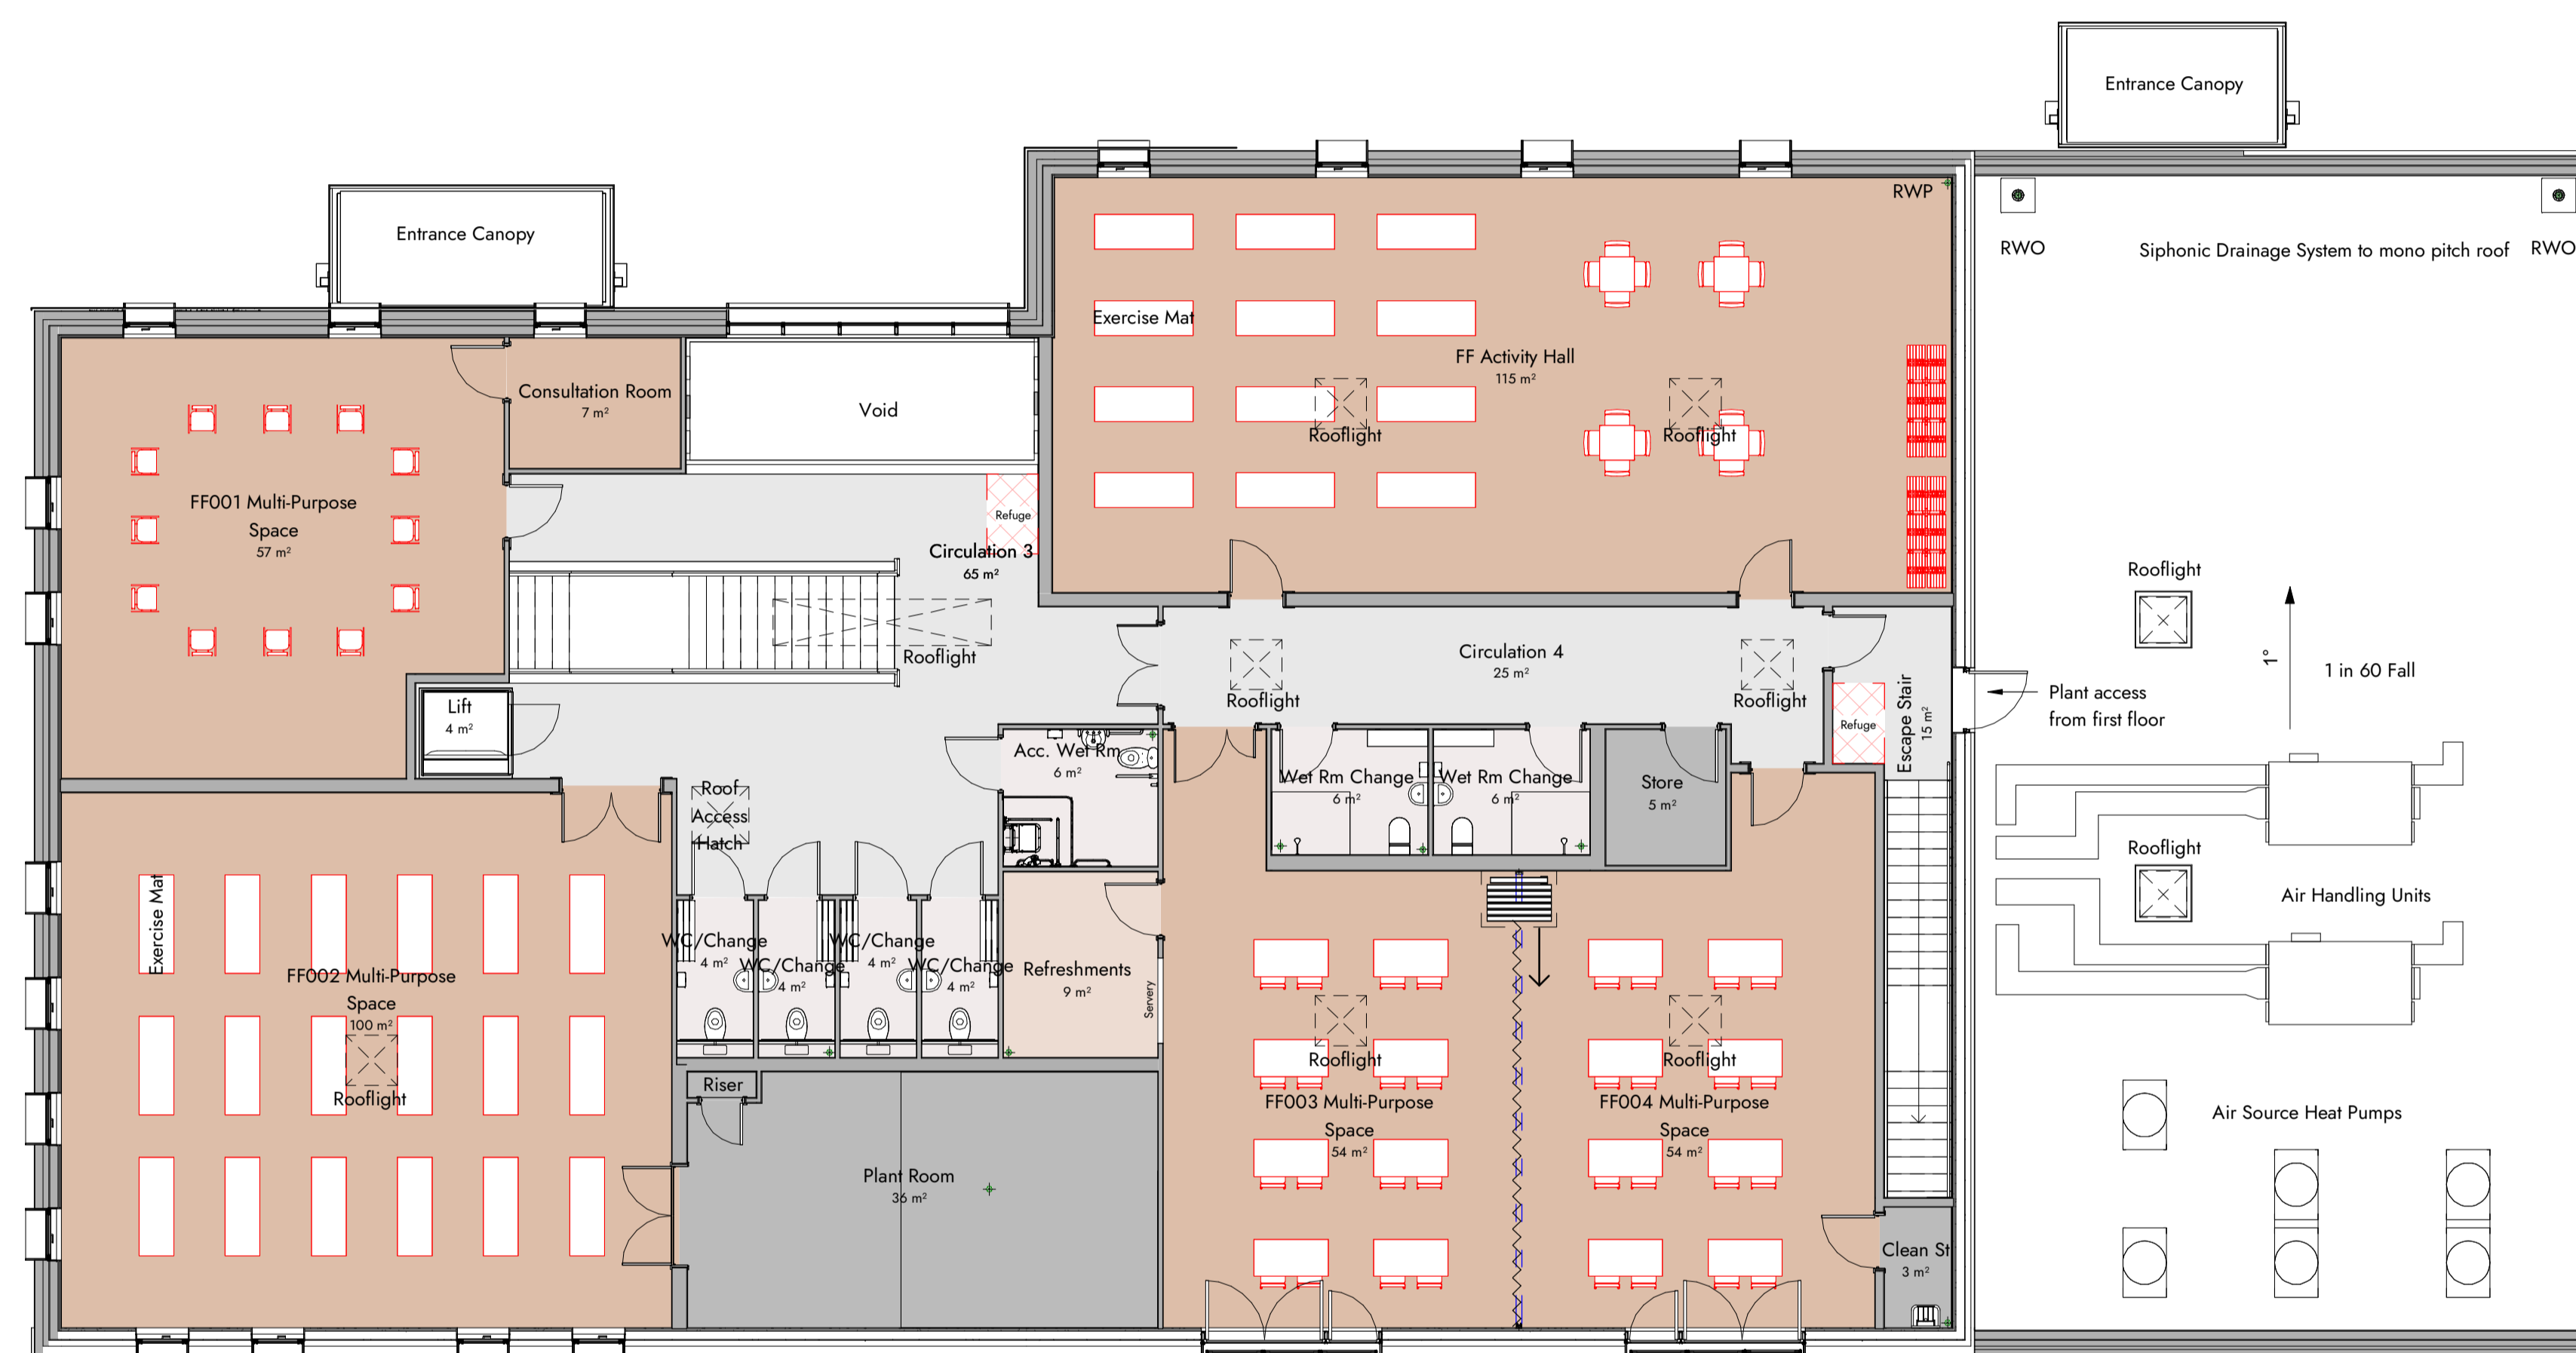 Entrance Canopy
Entrance Canopy
RWP
RWO
Siphonic Drainage System to mono pitch roof
RWO
Exercise Mat
FF Activity Hall
115 m²
Rooflight
Rooflight
Consultation Room
7 m²
Void
FF001 Multi-Purpose
Space
57 m²
Refuge
Circulation 3
65 m²
Rooflight
Lift
4 m²
Circulation 4
25 m²
Rooflight
Rooflight
Rooflight
1°
1 in 60 Fall
Plant access
from first floor
Refuge
Escape Stair
15 m²
Acc. Wet Rm
6 m²
Roof
Access
Hatch
Wet Rm Change
6 m²
Wet Rm Change
6 m²
Store
5 m²
Rooflight
Air Handling Units
Exercise Mat
FF002 Multi-Purpose
Space
100 m²
Rooflight
WC/Change
4 m²
WC/Change
4 m²
WC/Change
4 m²
WC/Change
4 m²
Refreshments
9 m²
Servery
Rooflight
FF003 Multi-Purpose
Space
54 m²
Rooflight
FF004 Multi-Purpose
Space
54 m²
Riser
Plant Room
36 m²
Air Source Heat Pumps
Clean St
3 m²